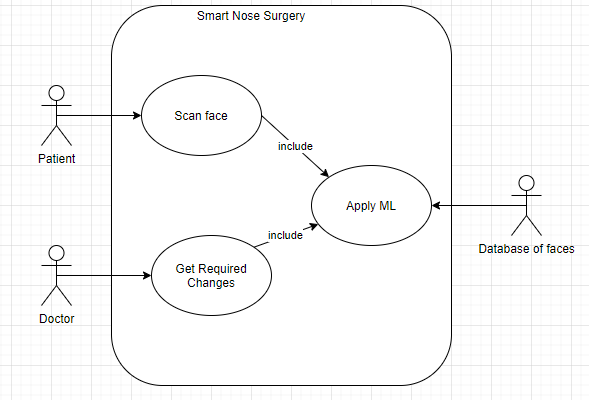 Smart Nose Surgery
Scan face
include
Patient
Apply ML
include
Database of faces
Get Required
Changes
Doctor